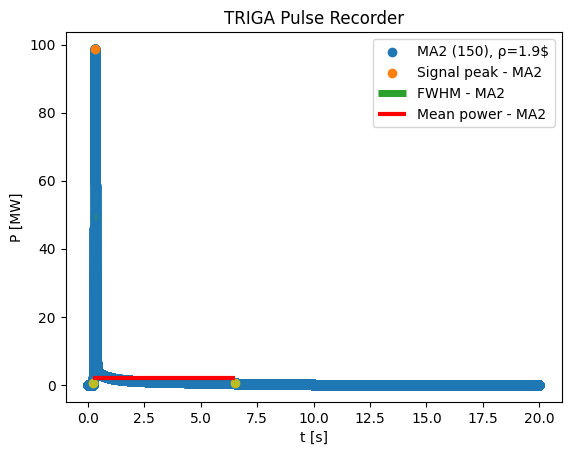 TRIGA Pulse Recorder
MA2 (150), ρ=1.9$
Signal peak - MA2
FWHM - MA2
Mean power - MA2
P [MW]
100
80
60
40
20
0
0.0 2.5 5.0 7.5 10.0 12.5 15.0 17.5 20.0
t [s]